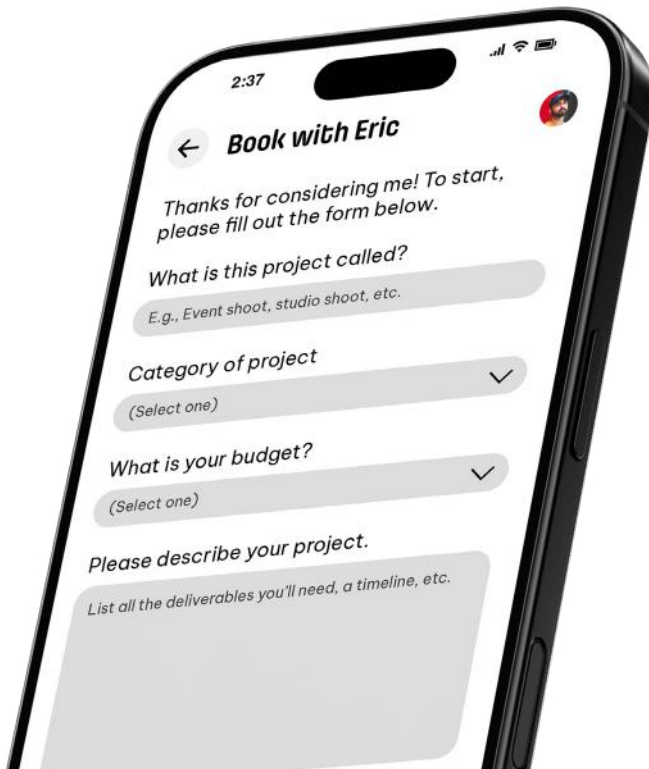 2:37
Book with Eric
Thanks for considering me! To start,
please fill out the form below.
What is this project called?
E.g., Event shoot, studio shoot, etc.
Category of project
(Select one)
What is your budget?
(Select one)
Please describe your project.
List all the deliverables you'll need, a timeline, etc.